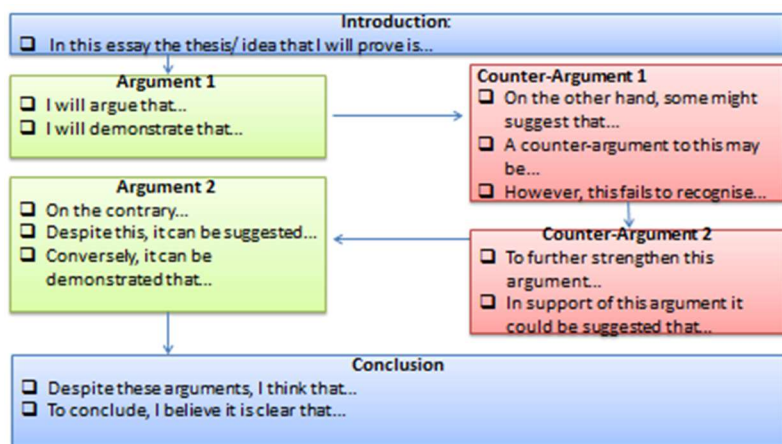 Introduction:
❑ In this essay the thesis/ idea that I will prove is...
Argument 1
❑ I will argue that...
❑ I will demonstrate that...
Counter-Argument 1
❑ On the other hand, some might
suggest that...
❑ A counter-argument to this may
be...
❑ However, this fails to recognise...
Counter-Argument 2
❑ To further strengthen this
argument...
❑ In support of this argument it
could be suggested that...
Argument 2
❑ On the contrary...
❑ Despite this, it can be suggested...
❑ Conversely, it can be
demonstrated that...
Conclusion
❑ Despite these arguments, I think that...
❑ To conclude, I believe it is clear that...